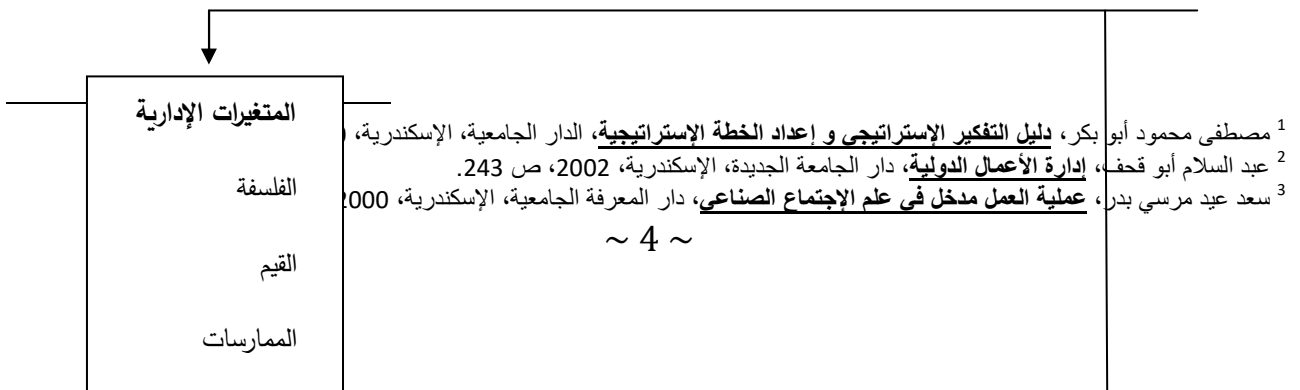 المتغيرات الإدارية
الفلسفة
القيم
الممارسات
1 مصطفى محمود أبو بكر، دليل التفكير الإستراتيجي و إعداد الخطة الإستراتيجية، الدار الجامعية، الإسكندرية،
2 عبد السلام أبو قحف، إدارة الأعمال الدولية، دار الجامعة الجديدة، الإسكندرية، 2002، ص 243.
3 سعد عيد مرسي بدر، عملية العمل مدخل في علم الإجتماع الصناعي، دار المعرفة الجامعية، الإسكندرية، 2000
~ 4 ~